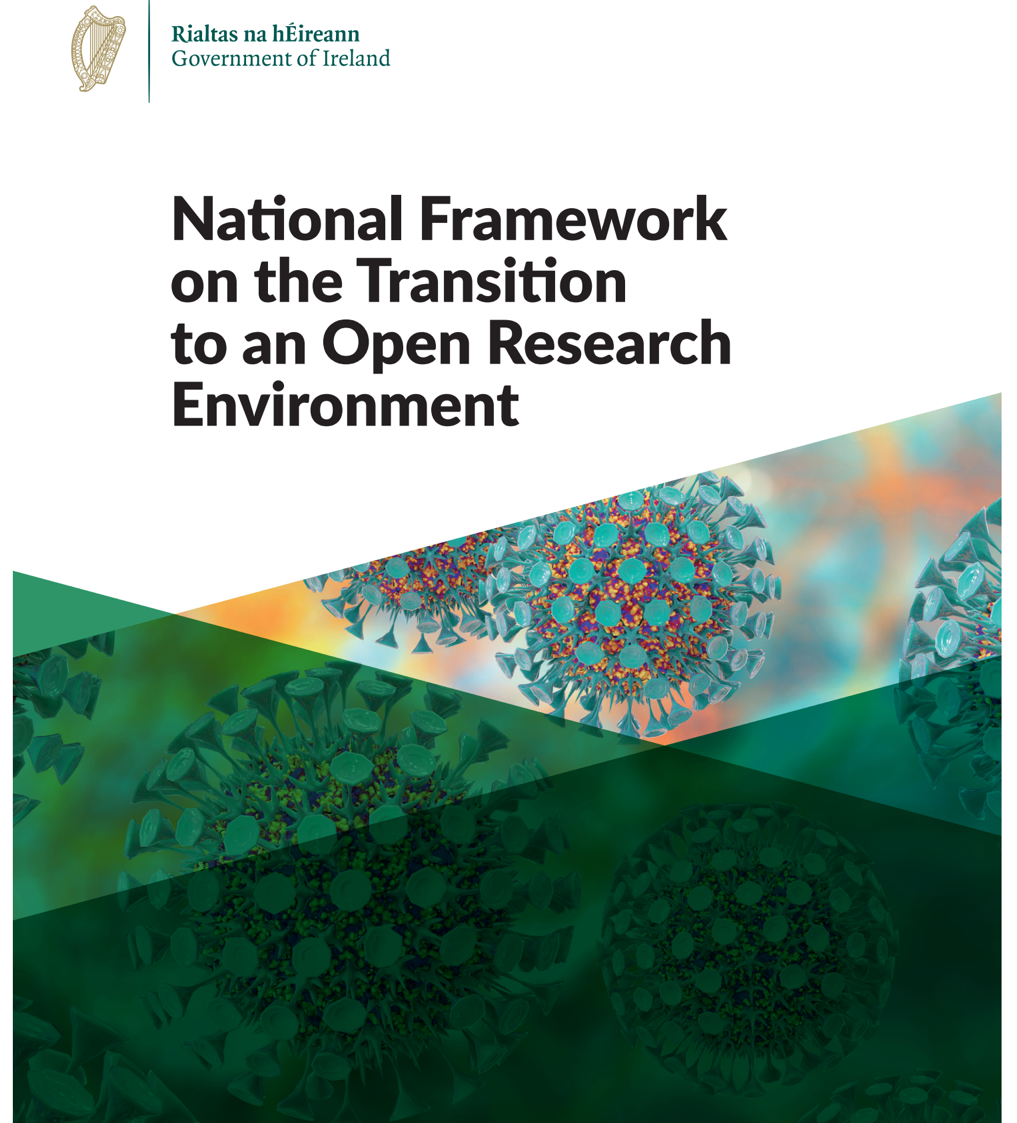 Rialtas na hÉireann
Government of Ireland
National Framework
on the Transition
to an Open Research
Environment